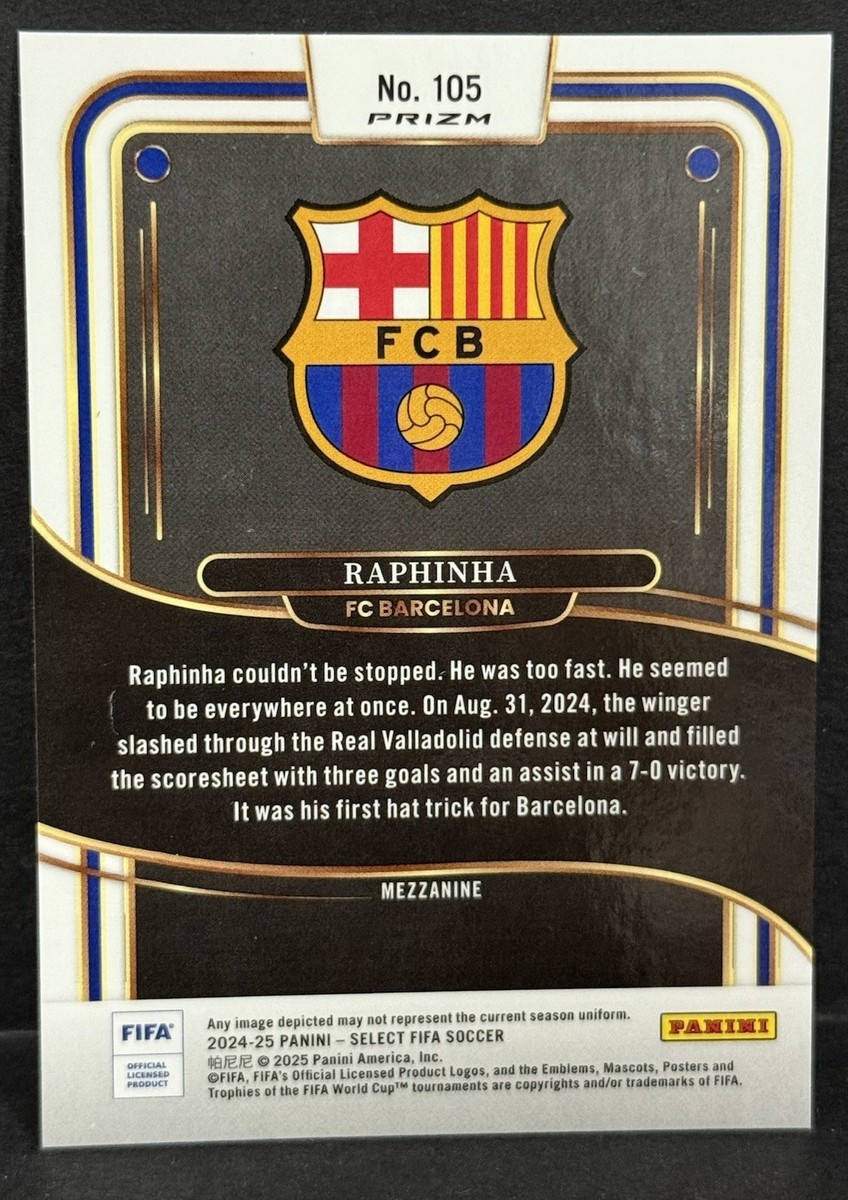 No. 105
PRIZM
FCB
RAPHINHA
FC BARCELONA
Raphinha couldn't be stopped. He was too fast. He seemed
to be everywhere at once. On Aug. 31, 2024, the winger
slashed through the Real Valladolid defense at will and filled
the scoresheet with three goals and an assist in a 7-0 victory.
It was his first hat trick for Barcelona.
MEZZANINE
FIFA®
OFFICIAL
LICENSED
PRODUCT
Any image depicted may not represent the current season uniform.
2024-25 PANINI – SELECT FIFA SOCCER
帕尼尼 © 2025 Panini America, Inc.
©FIFA, FIFA's Official Licensed Product Logos, and the Emblems, Mascots, Posters and
Trophies of the FIFA World Cup™ tournaments are copyrights and/or trademarks of FIFA.
PANINI